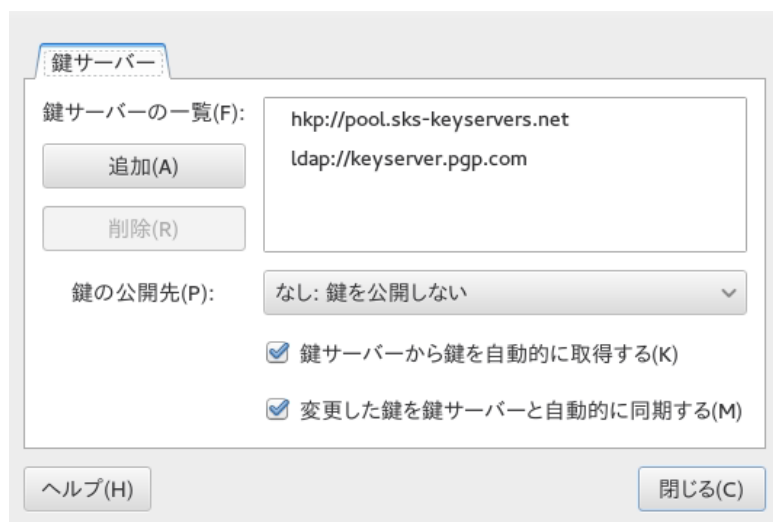 鍵サーバー
鍵サーバーの一覧(F):
hkp://pool.sks-keyservers.net
ldap://keyserver.pgp.com
追加(A)
削除(R)
鍵の公開先(P):
なし: 鍵を公開しない
鍵サーバーから鍵を自動的に取得する(K)
変更した鍵を鍵サーバーと自動的に同期する(M)
ヘルプ(H)
閉じる(C)